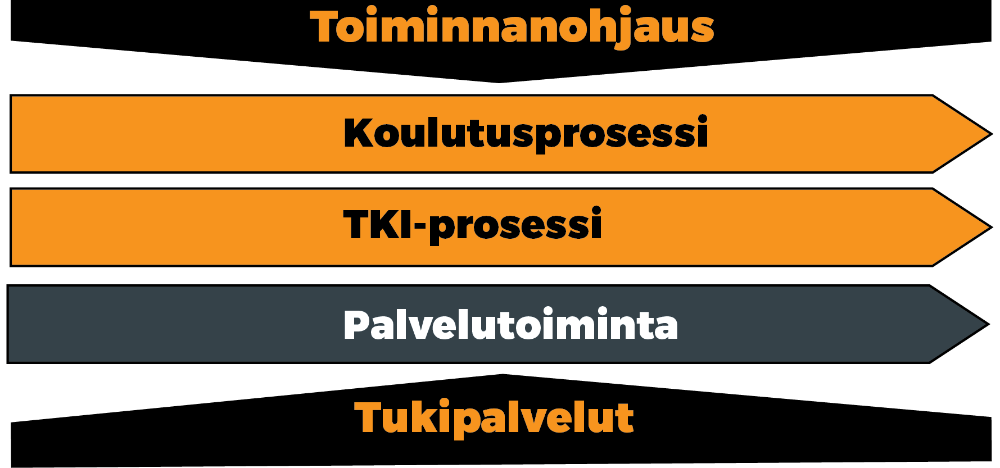 Toiminnanohjaus
Koulutusprosessi
TKI-prosessi
Palvelutoiminta
Tukipalvelut